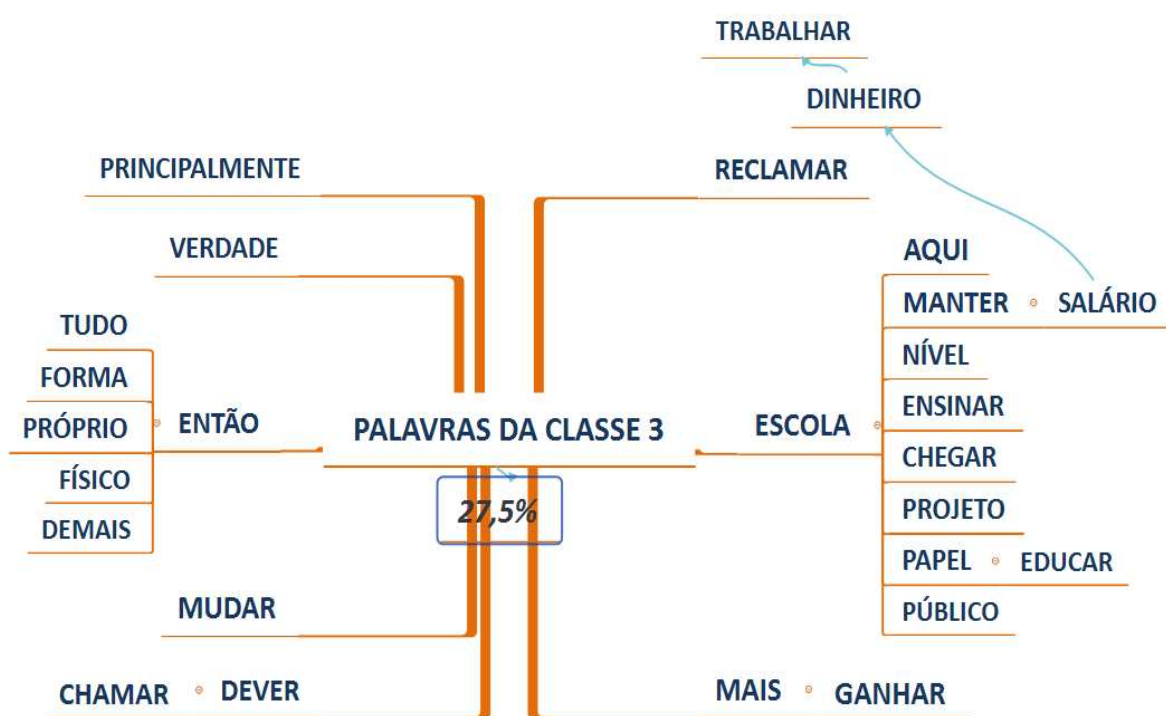 TRABALHAR
DINHEIRO
PRINCIPALMENTE
RECLAMAR
VERDADE
AQUI
MANTER
SALÁRIO
TUDO
NÍVEL
FORMA
ENSINAR
PRÓPRIO
ENTÃO
PALAVRAS DA CLASSE 3
ESCOLA
CHEGAR
FÍSICO
27,5%
PROJETO
DEMAIS
PAPEL
EDUCAR
MUDAR
PÚBLICO
CHAMAR
DEVER
MAIS
GANHAR